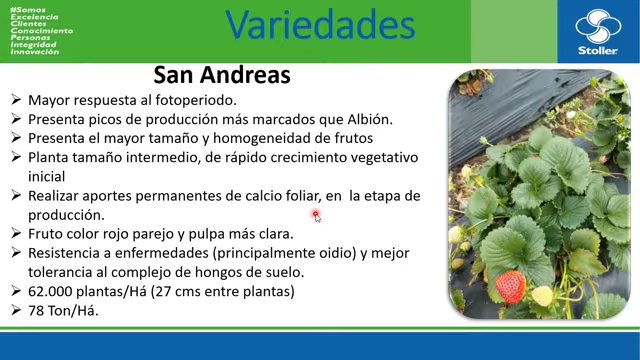 #Somos
Excelencia
Clientes
Conocimiento
Personas
Integridad
Innovación
Variedades
Stoller
San Andreas
➢ Mayor respuesta al fotoperiodo.
➢ Presenta picos de producción más marcados que Albión.
➢ Presenta el mayor tamaño y homogeneidad de frutos
➢ Planta tamaño intermedio, de rápido crecimiento vegetativo
inicial
➢ Realizar aportes permanentes de calcio foliar, en la etapa de
producción.
➢ Fruto color rojo parejo y pulpa más clara.
➢ Resistencia a enfermedades (principalmente oidio) y mejor
tolerancia al complejo de hongos de suelo.
➢ 62.000 plantas/Há (27 cms entre plantas)
➢ 78 Ton/Há.